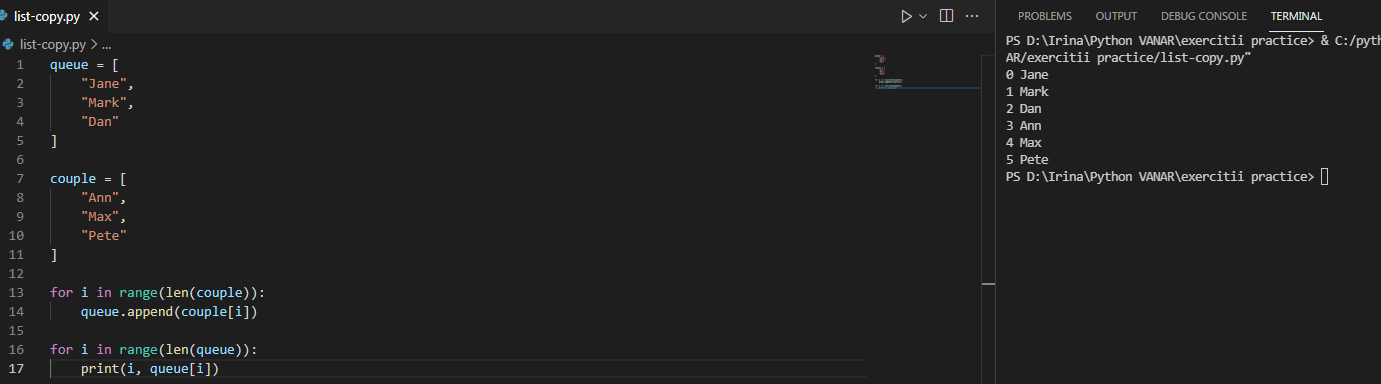 list-copy.py
list-copy.py > ...
1 queue = [
2     "Jane",
3     "Mark",
4     "Dan"
5 ]
6
7 couple = [
8     "Ann",
9     "Max",
10     "Pete"
11 ]
12
13 for i in range(len(couple)):
14     queue.append(couple[i])
15
16 for i in range(len(queue)):
17     print(i, queue[i])
PROBLEMS OUTPUT DEBUG CONSOLE TERMINAL
PS D:\Irina\Python VANAR\exercitii practice> & C:/pyth
AR/exercitii practice/list-copy.py"
0 Jane
1 Mark
2 Dan
3 Ann
4 Max
5 Pete
PS D:\Irina\Python VANAR\exercitii practice>